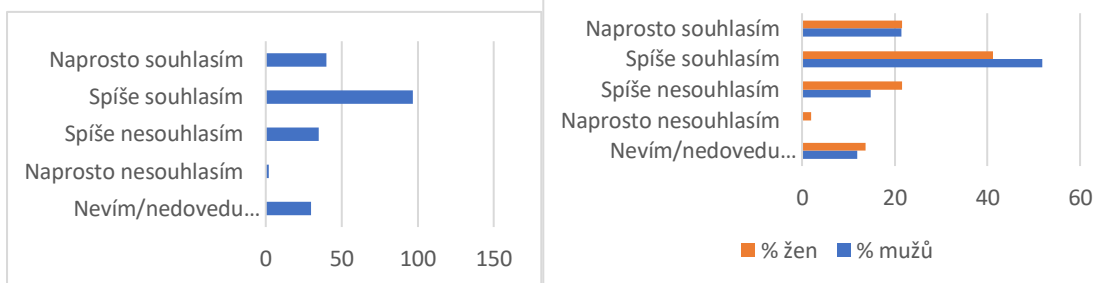 Naprosto souhlasím
Spíše souhlasím
Spíše nesouhlasím
Naprosto nesouhlasím
Nevím/nedovedu...
0 50 100 150
Naprosto souhlasím
Spíše souhlasím
Spíše nesouhlasím
Naprosto nesouhlasím
Nevím/nedovedu...
0 20 40 60
% žen % mužů